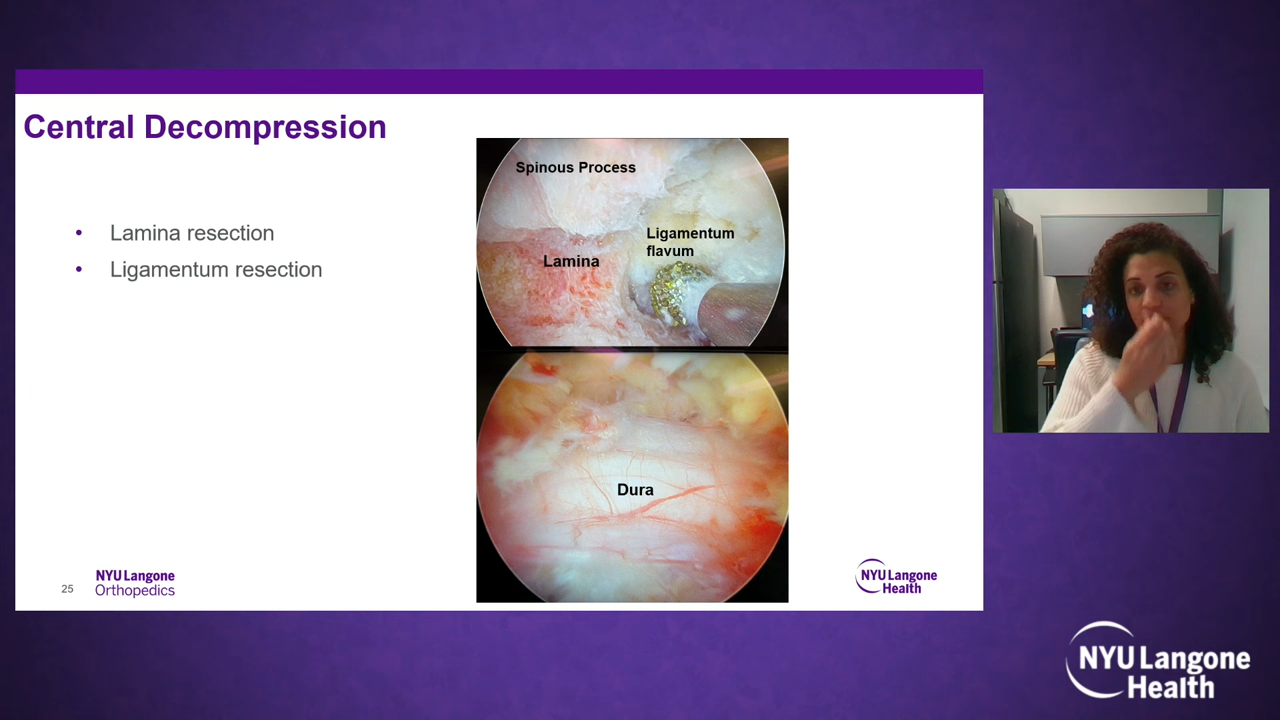 Central Decompression
• Lamina resection
• Ligamentum resection
Spinous Process
Ligamentum
flavum
Lamina
Dura
25
NYU Langone
Orthopedics
NYU Langone
Health
NYU Langone
Health